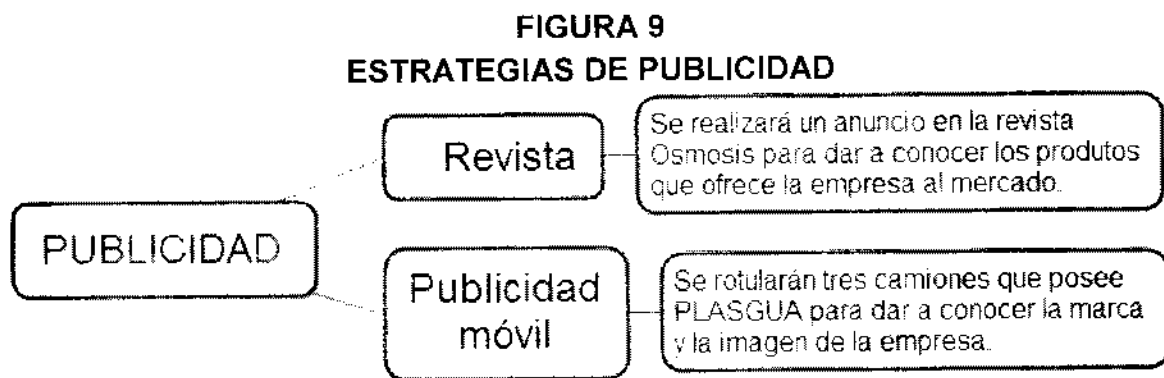 FIGURA 9
ESTRATEGIAS DE PUBLICIDAD
PUBLICIDAD
Revista
Se realizará un anuncio en la revista
Osmosis para dar a conocer los produtos
que ofrece la empresa al mercado.
Publicidad
móvil
Se rotularán tres camiones que posee
PLASGUA para dar a conocer la marca
y la imagen de la empresa.